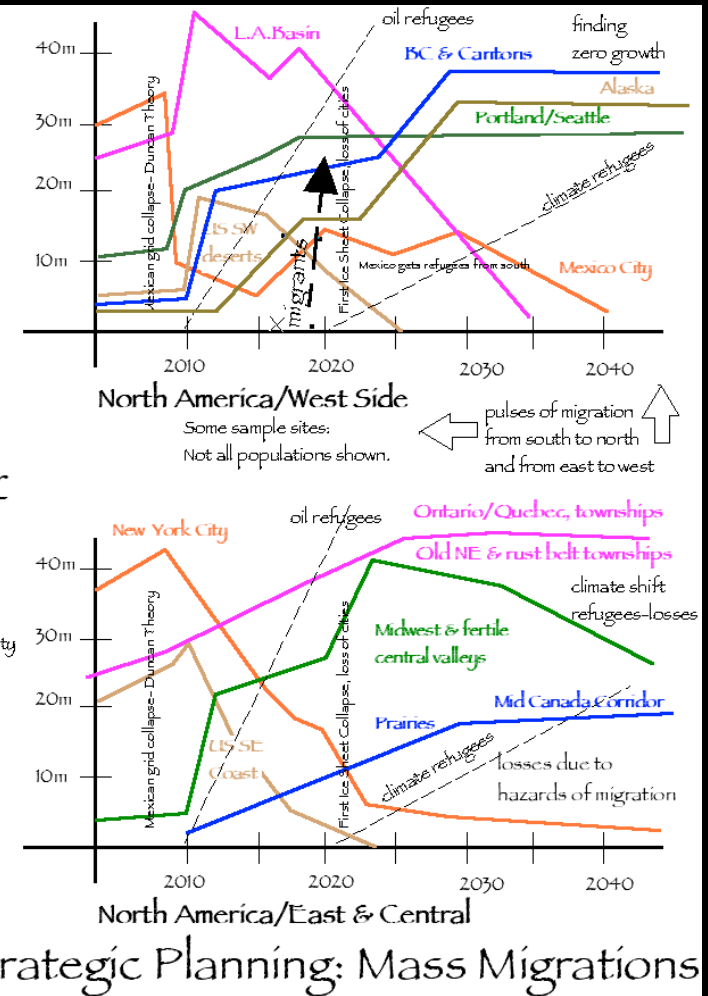 oil refugees
finding
zero growth
L.A.Basin
BC & Cantons
Alaska
Portland/Seattle
40m
30m
20m
10m
Mexican grid collapse- Duncan Theory
First Ice Sheet Collapse, loss of cities
climate refugees
US SW
deserts
migrants
Mexico gets refugees from south
Mexico City
2010
2020
2030
2040
North America/West Side
Some sample sites:
Not all populations shown.
pulses of migration
from south to north
and from east to west
oil refugees
Ontario/Quebec, townships
New York City
Old NE & rust belt townships
40m
30m
20m
10m
climate shift
refugees-losses
Mexican grid collapse- Duncan Theory
First Ice Sheet Collapse, loss of cities
Midwest & fertile
central valleys
Mid Canada Corridor
Prairies
US SE
Coast
climate refugees
losses due to
hazards of migration
2010
2020
2030
2040
North America/East & Central
rategic Planning: Mass Migrations